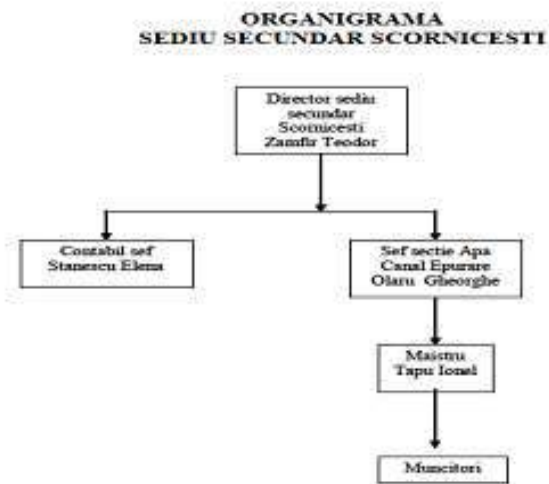 ORGANIGRAMA
SEDIU SECUNDAR SCORNICESTI
Director sediu
secundar
Scornicesti
Zamfir Teodor
Contabil sef
Stanescu Elena
Sef sectie Apa
Canal Epurare
Olaru Gheorghe
Maistru
Tapu Ionel
Muncitori